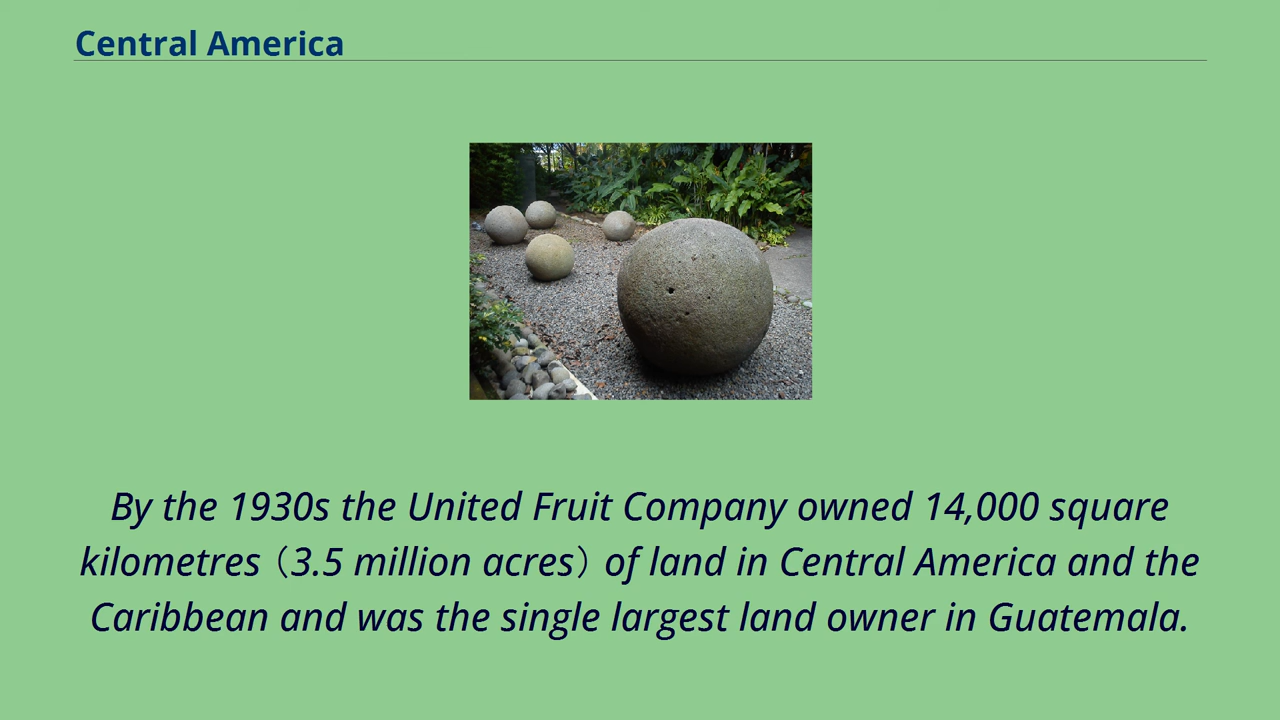 Central America
By the 1930s the United Fruit Company owned 14,000 square
kilometres（3.5 million acres）of land in Central America and the
Caribbean and was the single largest land owner in Guatemala.